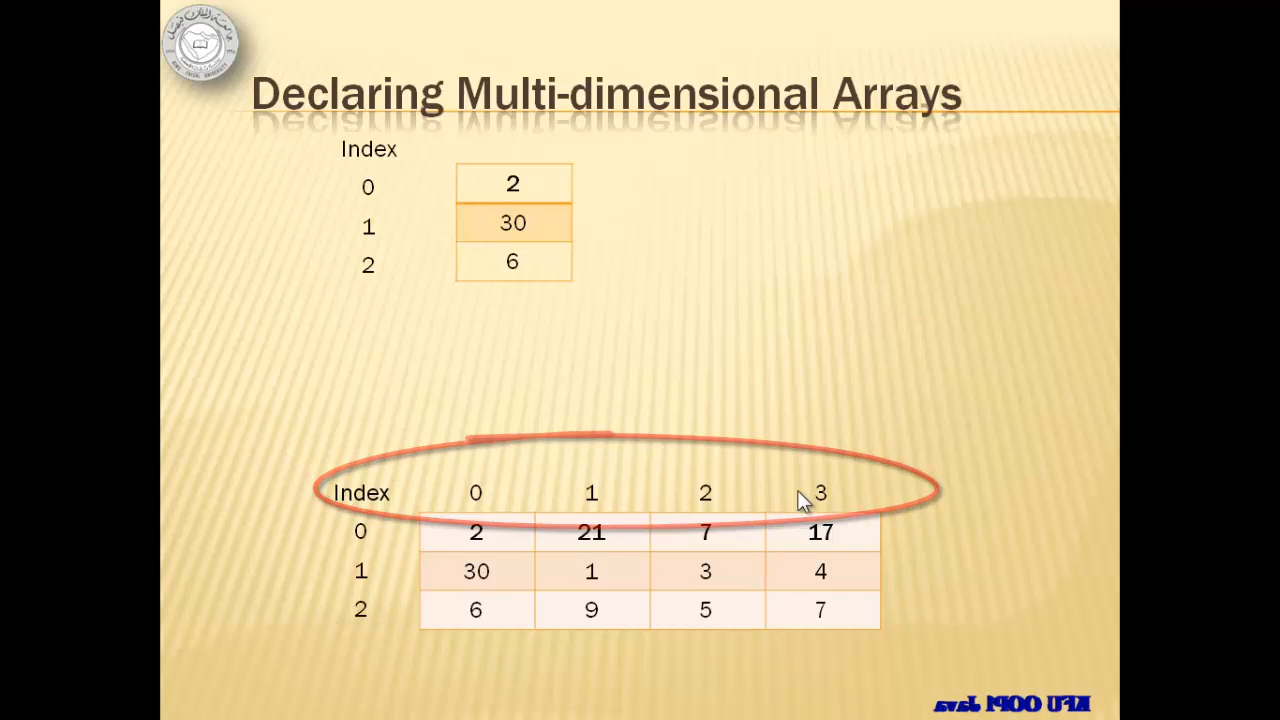 Declaring Multi-dimensional Arrays
Index
0 2
1 30
2 6
Index 0 1 2 3
0 2 21 7 17
1 30 1 3 4
2 6 9 5 7